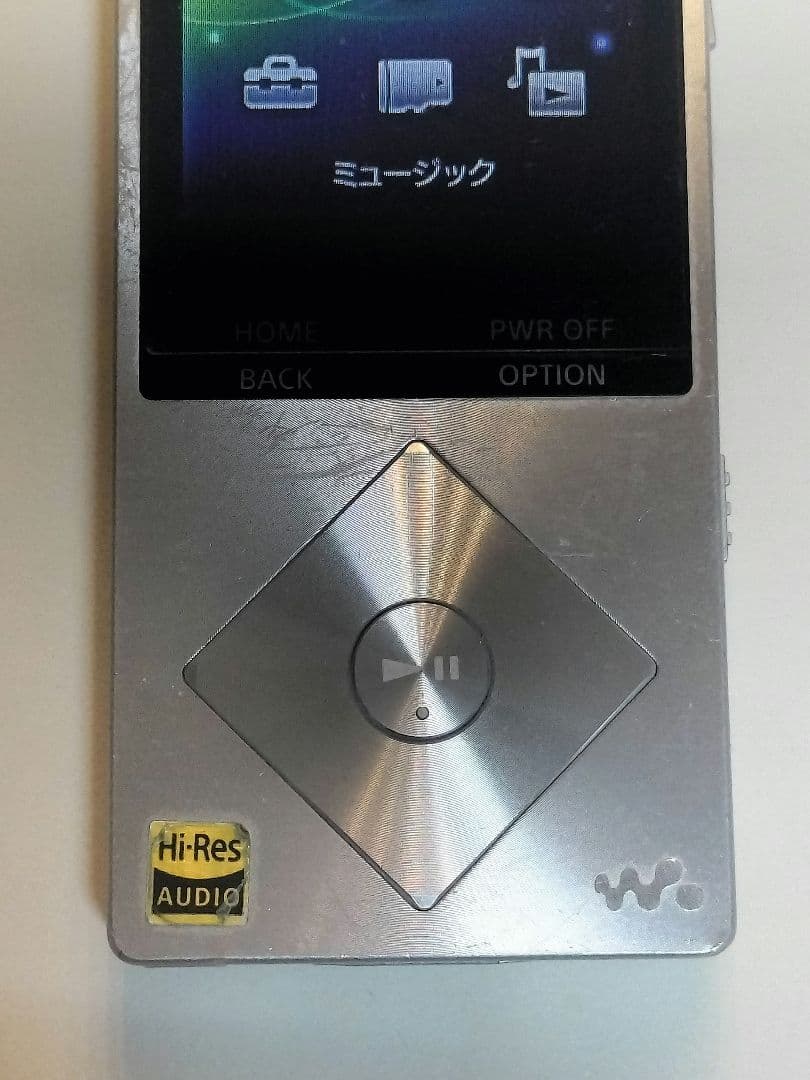 ミュージック
HOME
PWR OFF
BACK
OPTION
Hi-Res
AUDIO